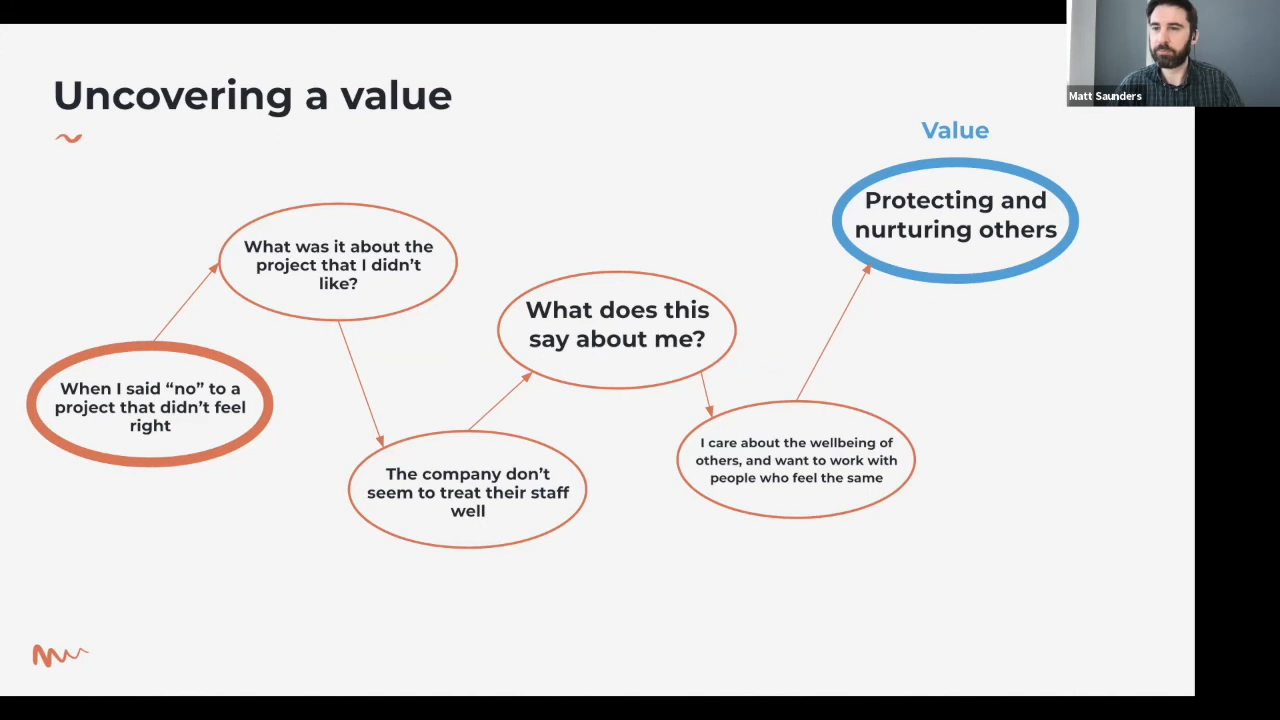 Uncovering a value
Matt Saunders
Value
Protecting and
nurturing others
What was it about the
project that I didn’t
like?
What does this
say about me?
When I said “no” to a
project that didn’t feel
right
I care about the wellbeing of
others, and want to work with
people who feel the same
The company don’t
seem to treat their staff
well